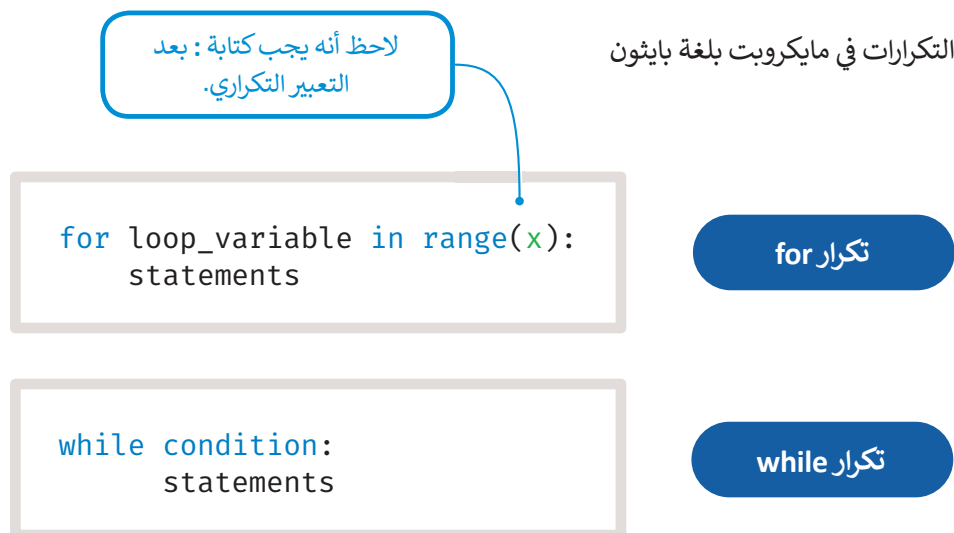 التكرارات في مايكروبت بلغة بايثون
لاحظ أنه يجب كتابة : بعد
التعبير التكراري.
تكرار for
for loop_variable in range(x):
statements
تكرار while
while condition:
statements